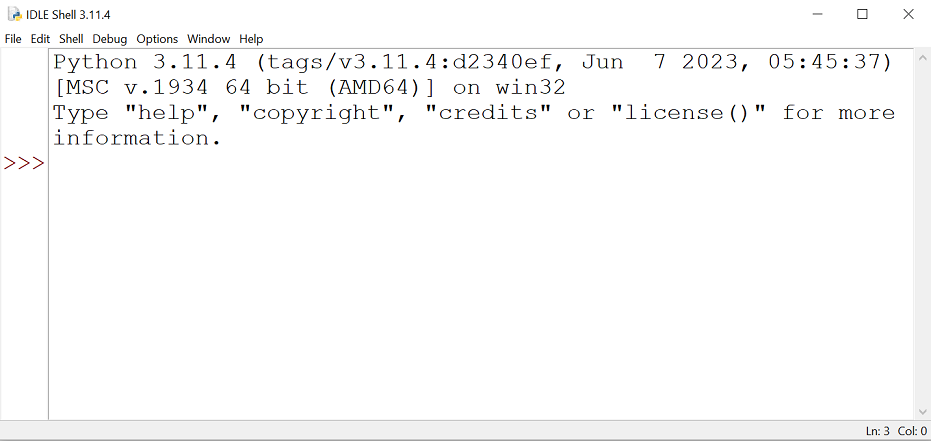 IDLE Shell 3.11.4
File Edit Shell Debug Options Window Help
Python 3.11.4 (tags/v3.11.4:d2340ef, Jun  7 2023, 05:45:37)
[MSC v.1934 64 bit (AMD64)] on win32
Type "help", "copyright", "credits" or "license()" for more
information.
>>>
Ln: 3 Col: 0